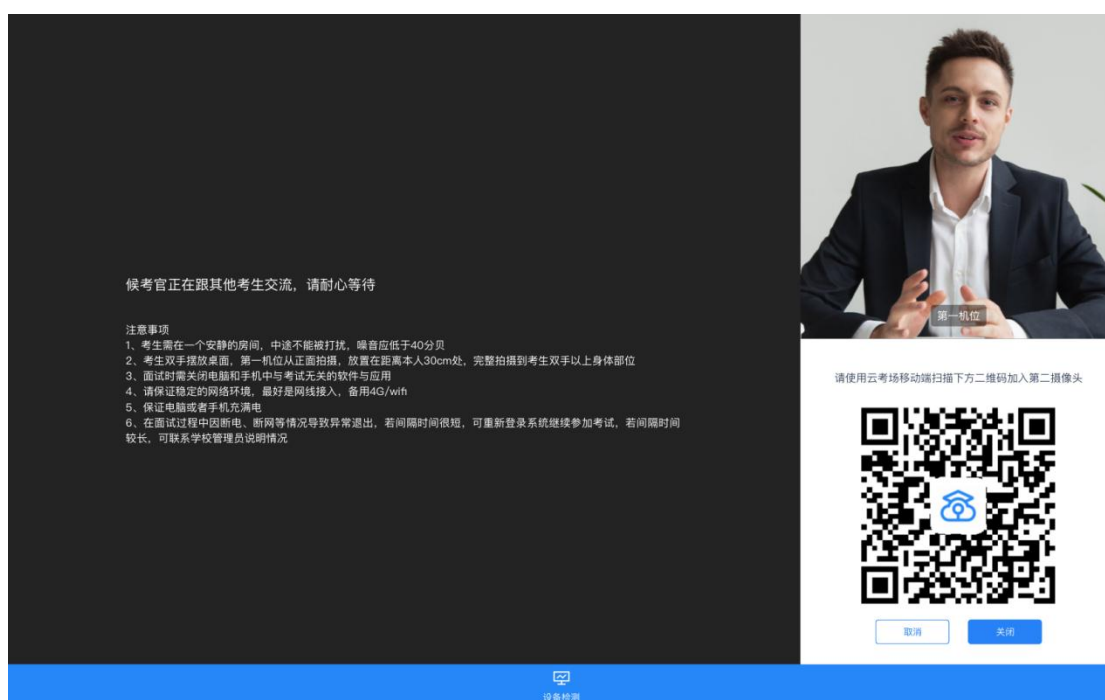 候考官正在跟其他考生交流，请耐心等待
注意事项
1、考生需在一个安静的房间，中途不能被打扰，噪音应低于40分贝
2、考生双手摆放桌面，第一机位从正面拍摄，放置在距离本人30cm处，完整拍摄到考生双手以上身体部位
3、面试时需关闭电脑和手机中与考试无关的软件与应用
4、请保证稳定的网络环境，最好是网线接入，备用4G/wifi
5、保证电脑或者手机充满电
6、在面试过程中因断电、断网等情况导致异常退出，若间隔时间很短，可重新登录系统继续参加考试，若间隔时间
较长，可联系学校管理员说明情况
第一机位
请使用云考场移动端扫描下方二维码加入第二摄像头
取消
关闭
设备检测